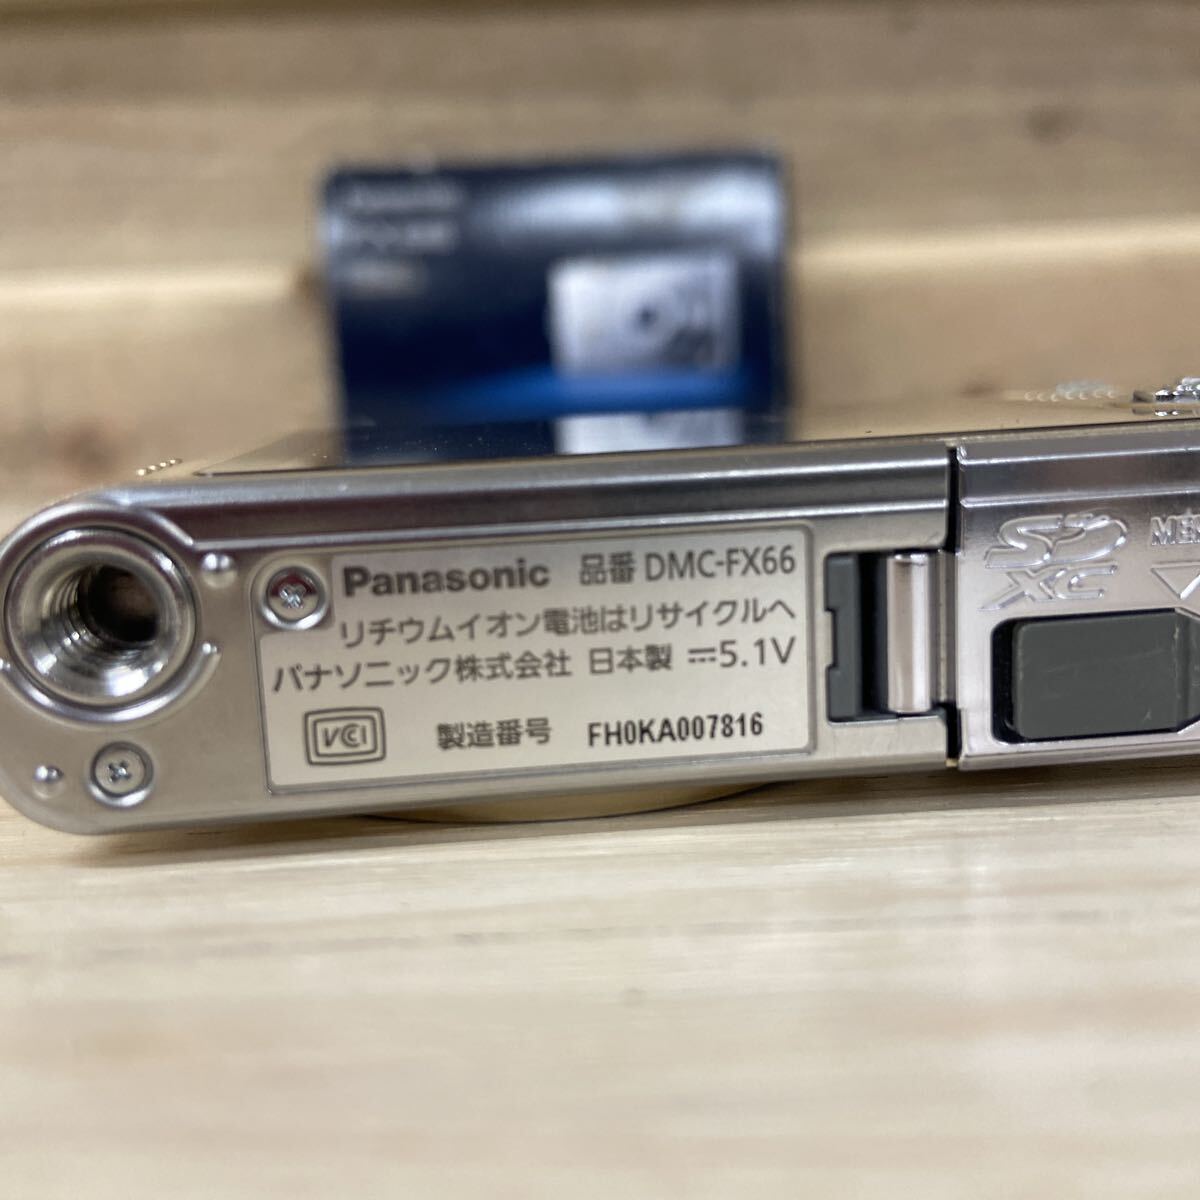 Panasonic 品番 DMC-FX66
リチウムイオン電池はリサイクルへ
パナソニック株式会社 日本製 ⎓5.1V
VCCI 製造番号 FH0KA007816
SD
XC